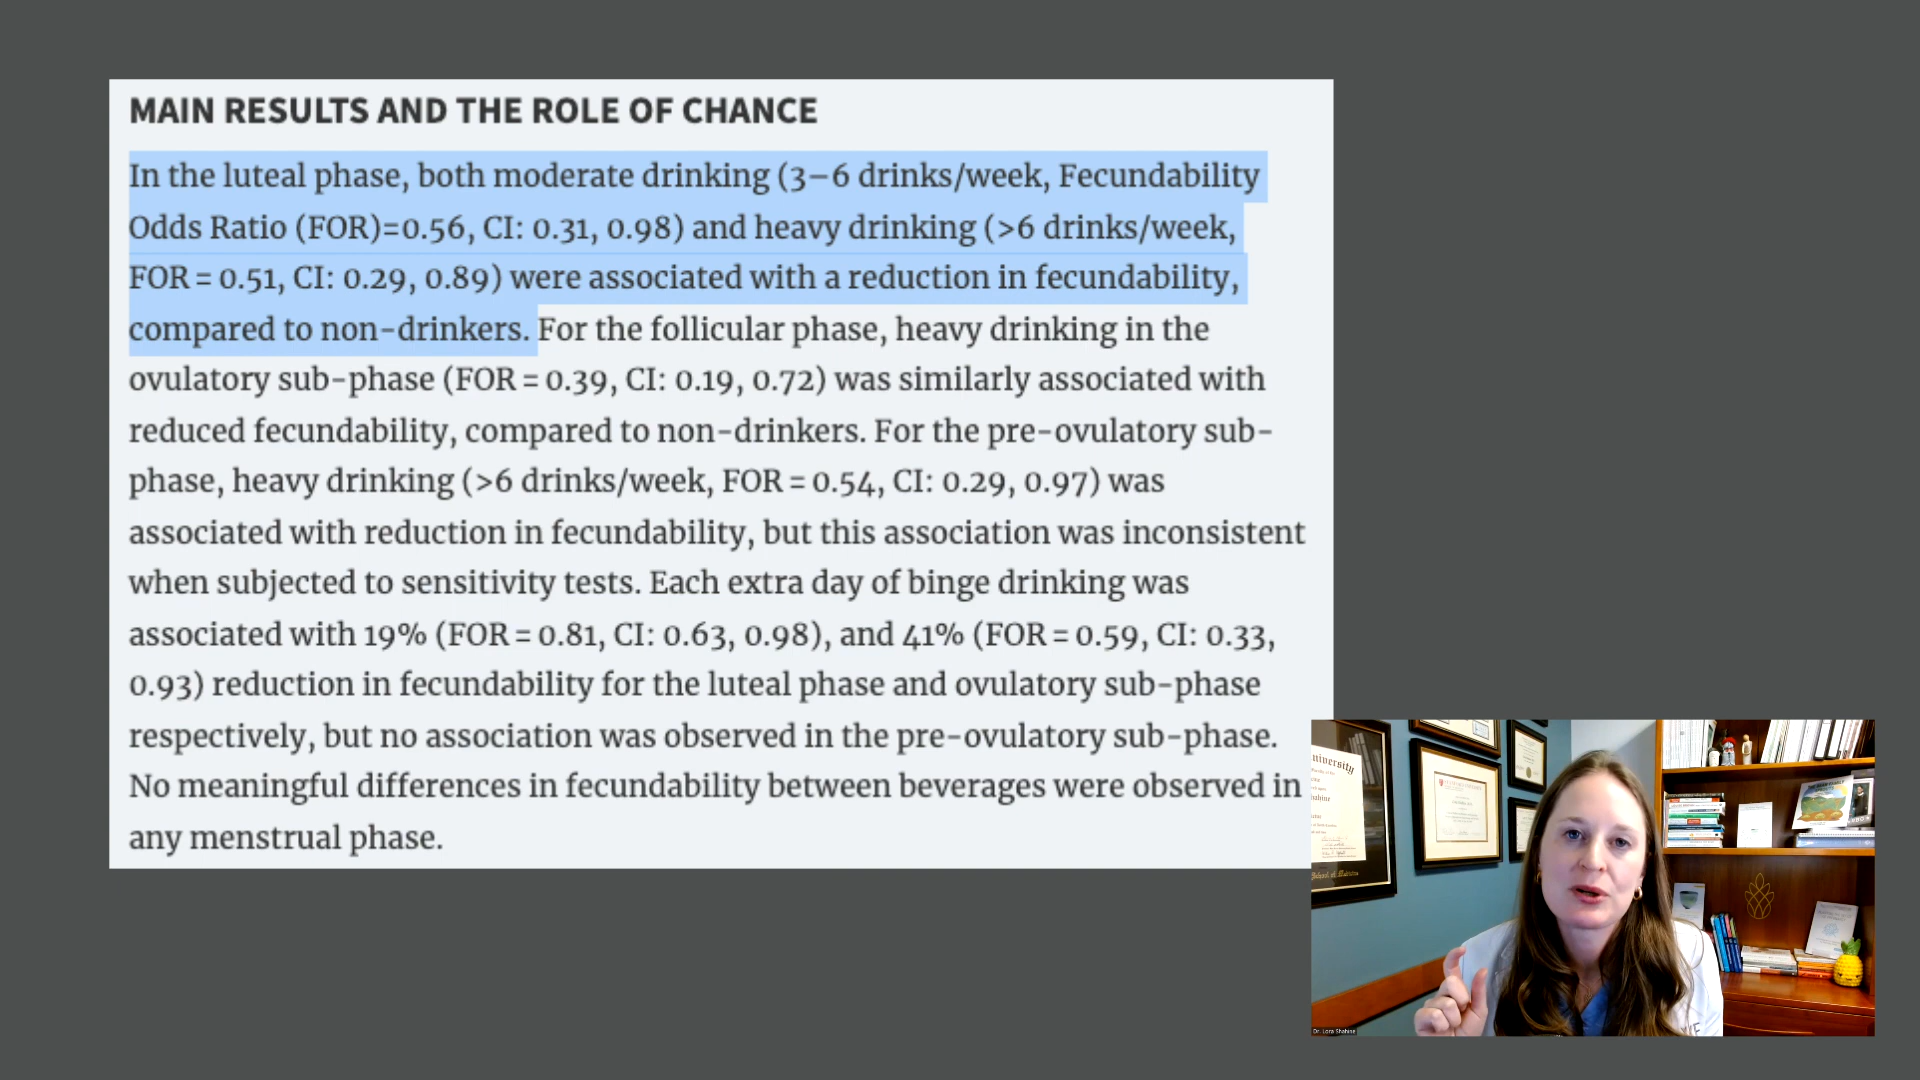 MAIN RESULTS AND THE ROLE OF CHANCE
In the luteal phase, both moderate drinking (3–6 drinks/week, Fecundability
Odds Ratio (FOR)=0.56, CI: 0.31, 0.98) and heavy drinking (>6 drinks/week,
FOR = 0.51, CI: 0.29, 0.89) were associated with a reduction in fecundability,
compared to non-drinkers. For the follicular phase, heavy drinking in the
ovulatory sub-phase (FOR = 0.39, CI: 0.19, 0.72) was similarly associated with
reduced fecundability, compared to non-drinkers. For the pre-ovulatory sub-
phase, heavy drinking (>6 drinks/week, FOR = 0.54, CI: 0.29, 0.97) was
associated with reduction in fecundability, but this association was inconsistent
when subjected to sensitivity tests. Each extra day of binge drinking was
associated with 19% (FOR = 0.81, CI: 0.63, 0.98), and 41% (FOR = 0.59, CI: 0.33,
0.93) reduction in fecundability for the luteal phase and ovulatory sub-phase
respectively, but no association was observed in the pre-ovulatory sub-phase.
No meaningful differences in fecundability between beverages were observed in
any menstrual phase.
university
School of Medicine
Dr. Lora Shahine